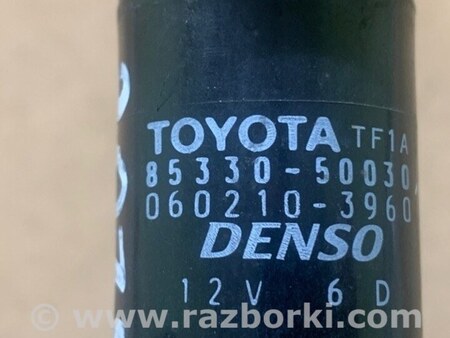 TOYOTA TF1A
85330-50030
060210-3960
DENSO
12V 6D
© www.razborki.com